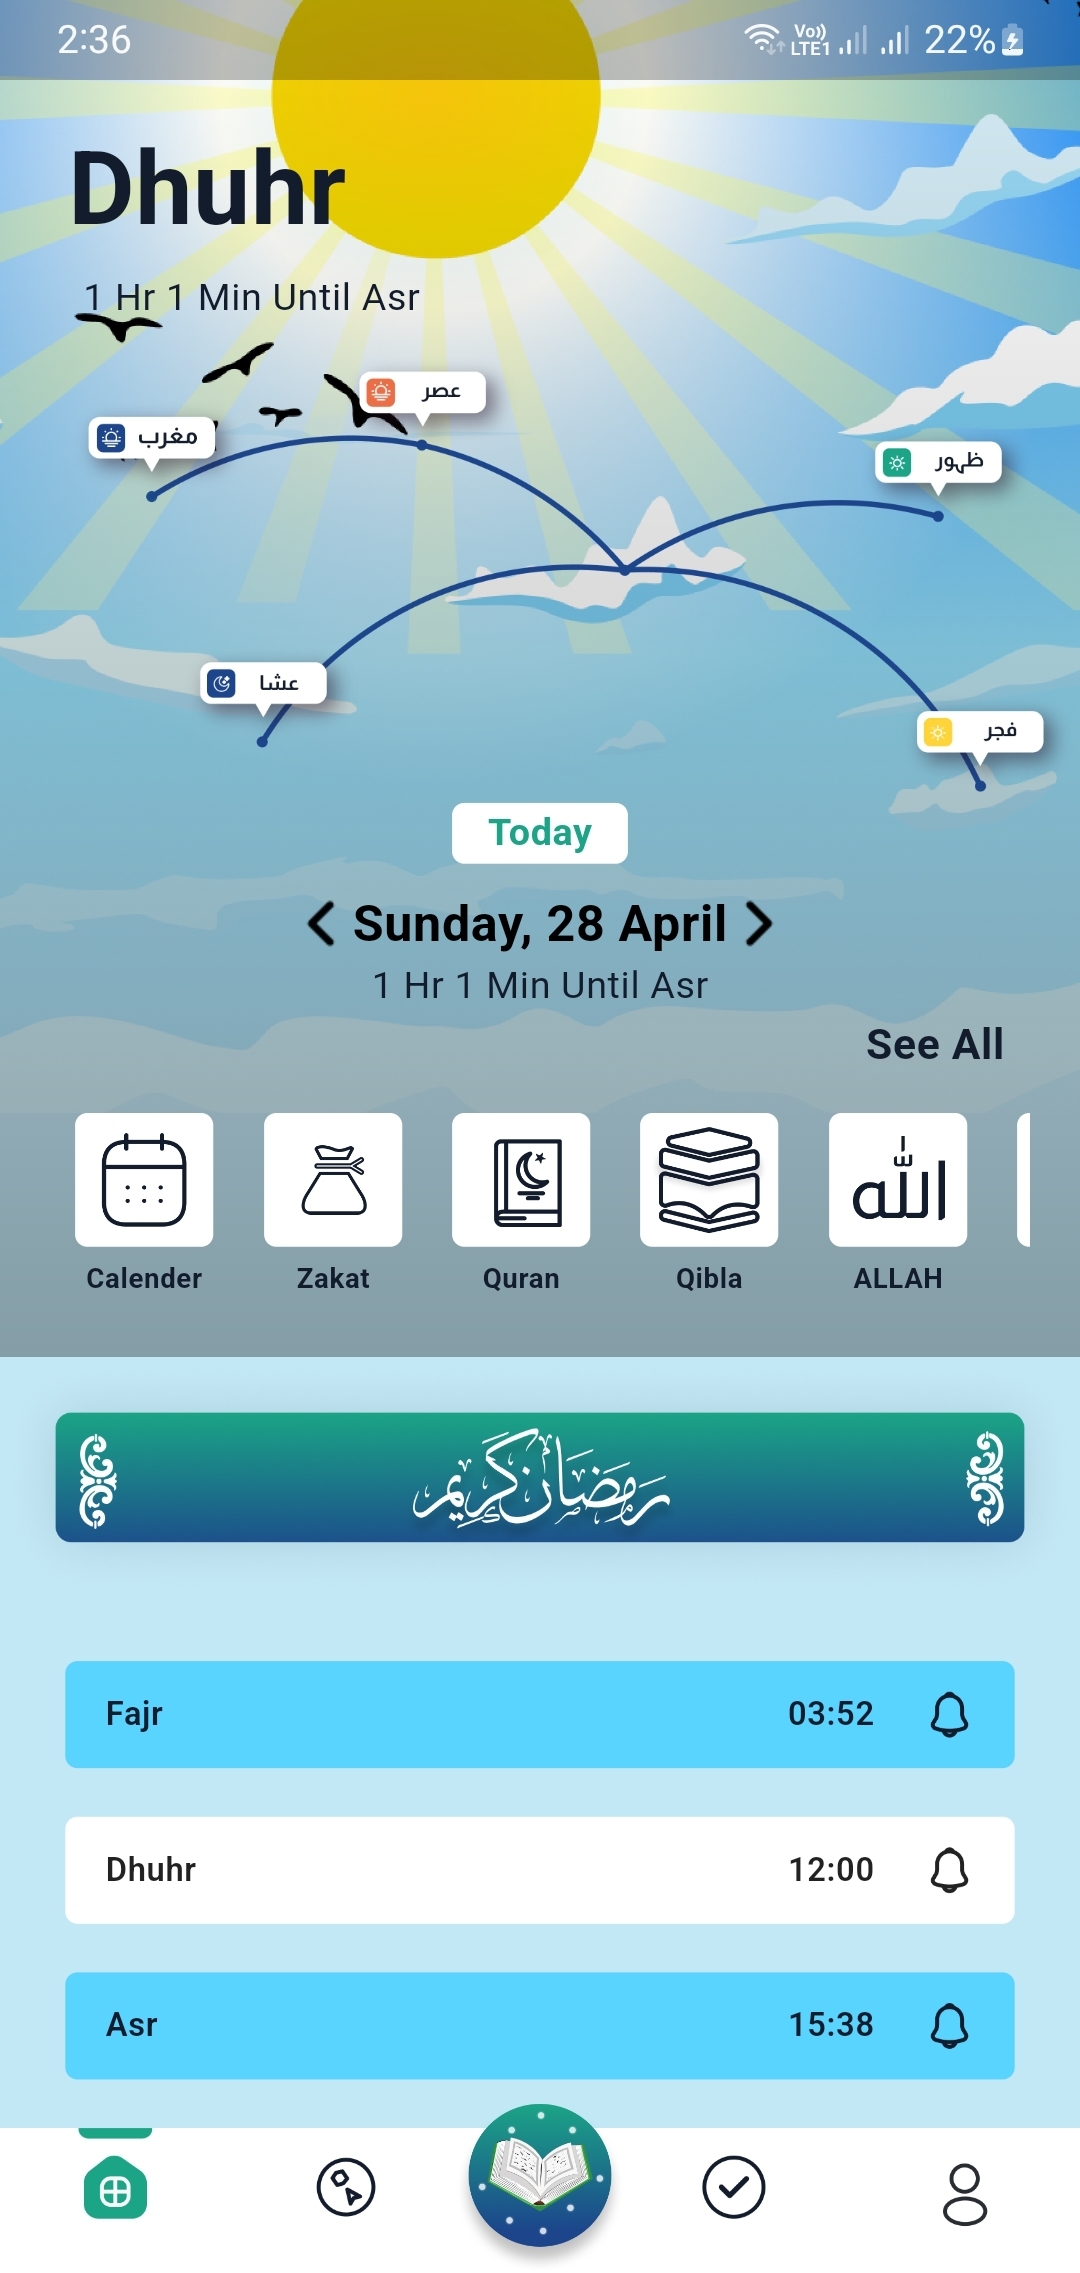 2:36
Vo)) LTE1
22%
Dhuhr
1 Hr 1 Min Until Asr
عصر
مغرب
ظہور
عشا
فجر
Today
Sunday, 28 April
1 Hr 1 Min Until Asr
See All
الله
Calender Zakat Quran Qibla ALLAH
رمضان كريم
Fajr 03:52
Dhuhr 12:00
Asr 15:38